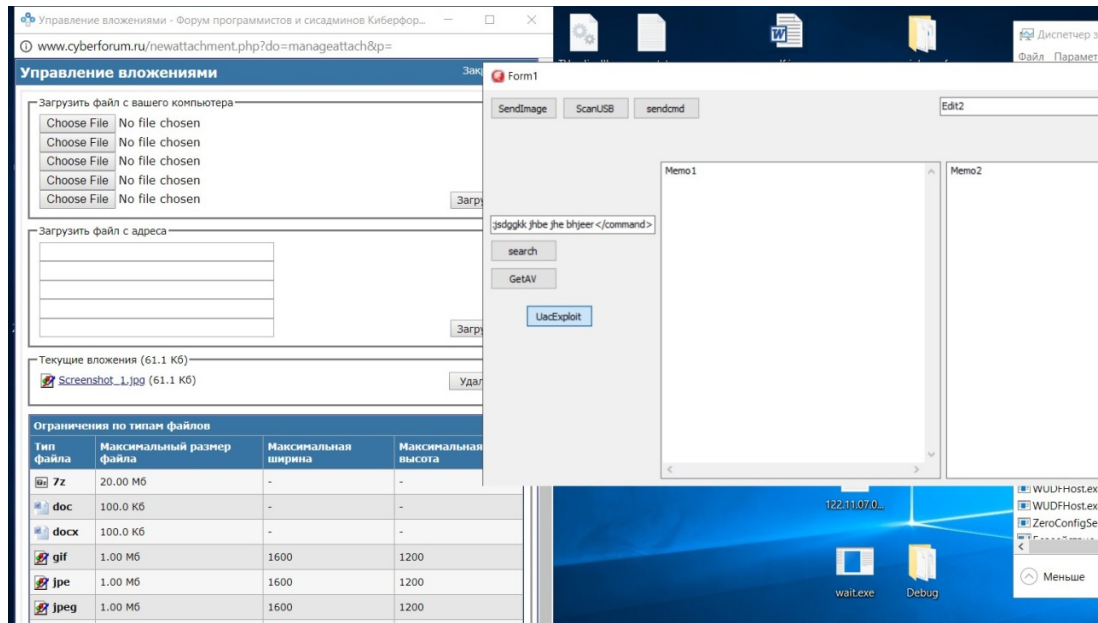 Управление вложениями - Форум программистов и сисадминов Киберфор...
www.cyberforum.ru/newattachment.php?do=manageattach&p=
Управление вложениями
Загрузить файл с вашего компьютера
Choose File No file chosen
Choose File No file chosen
Choose File No file chosen
Choose File No file chosen
Choose File No file chosen
Загрузить файл с адреса
Текущие вложения (61.1 Кб)
Screenshot_1.jpg (61.1 Кб)
Ограничения по типам файлов
Тип файла
Максимальный размер файла
Максимальная ширина
Максимальная высота
7z 20.00 Мб - -
doc 100.0 Кб - -
docx 100.0 Кб - -
gif 1.00 Мб 1600 1200
jpe 1.00 Мб 1600 1200
jpeg 1.00 Мб 1600 1200
Form1
SendImage ScanUSB sendcmd
Edit2
Memo1
Memo2
jsdggkk jhbe jhe bhjeer</command>
search
GetAV
UacExploit
Диспетчер
Файл
122.11.07.0...
wait.exe
Debug
WUDFHost.ex
WUDFHost.ex
ZeroConfigSe
Меньше